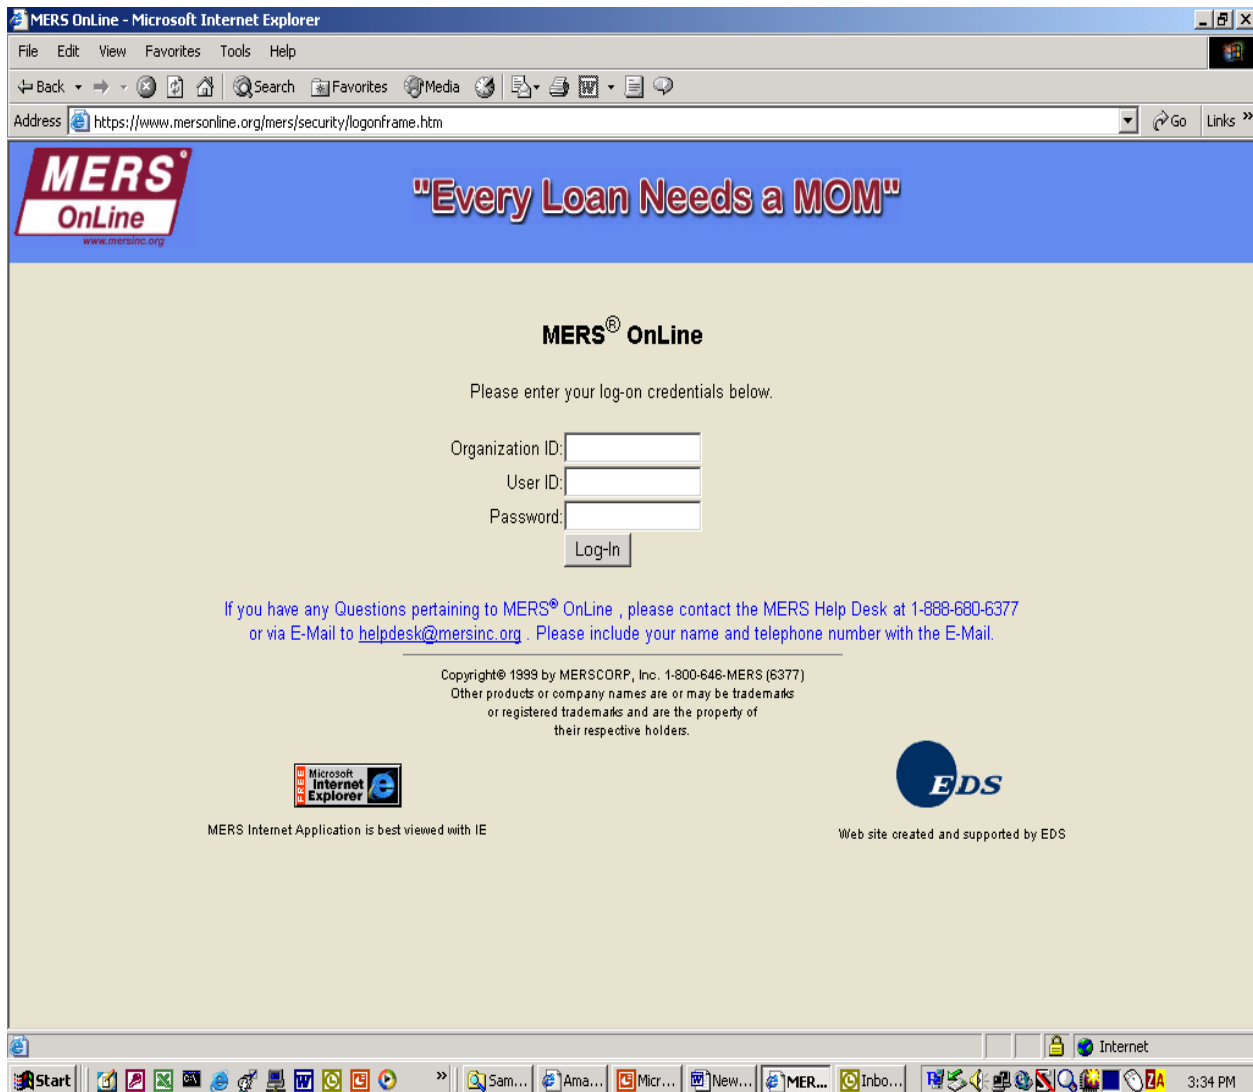 MERS OnLine - Microsoft Internet Explorer
File Edit View Favorites Tools Help
Back Search Favorites Media
Address https://www.mersonline.org/mers/security/logonframe.htm Go Links »
MERS®
OnLine
www.mersinc.org
"Every Loan Needs a MOM"
MERS® OnLine
Please enter your log-on credentials below.
Organization ID:
User ID:
Password:
Log-In
If you have any Questions pertaining to MERS® OnLine , please contact the MERS Help Desk at 1-888-680-6377
or via E-Mail to helpdesk@mersinc.org . Please include your name and telephone number with the E-Mail.
Copyright© 1999 by MERSCORP, Inc. 1-800-646-MERS (6377)
Other products or company names are or may be trademarks
or registered trademarks and are the property of
their respective holders.
FREE
Microsoft
Internet
Explorer
MERS Internet Application is best viewed with IE
EDS
Web site created and supported by EDS
Internet
Start » Sam... Ama... Micr... New... MER... Inbo... 3:34 PM